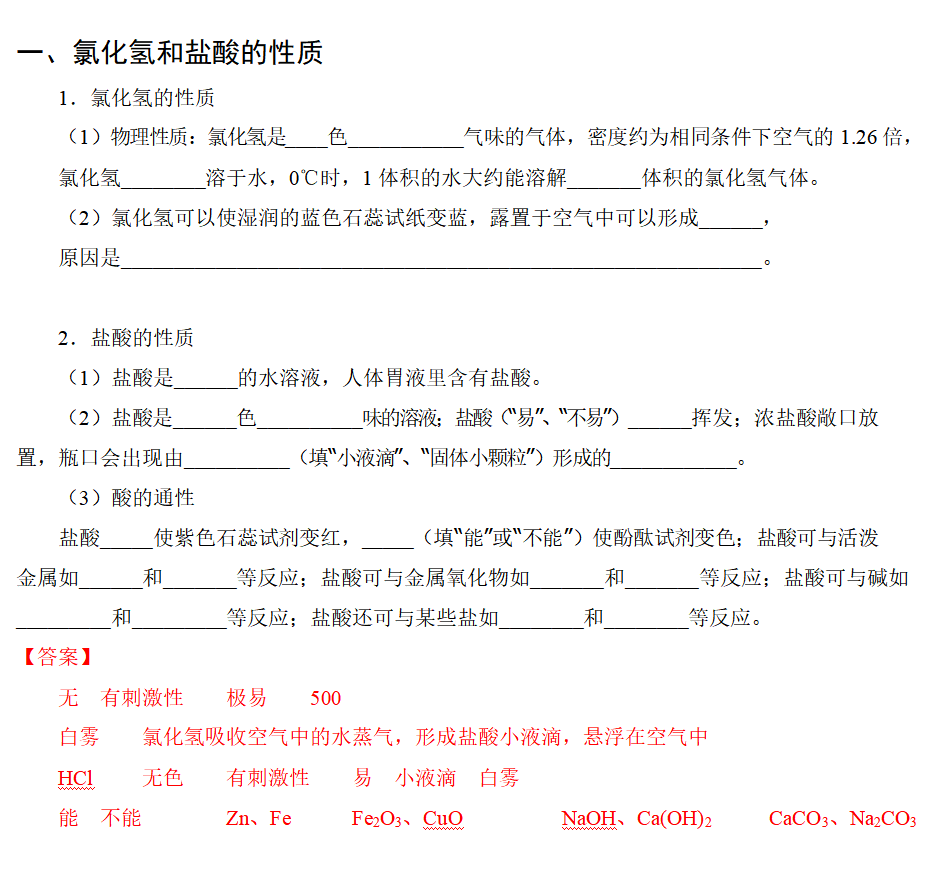 一、氯化氢和盐酸的性质
1．氯化氢的性质
（1）物理性质：氯化氢是____色___________气味的气体，密度约为相同条件下空气的 1.26 倍，
氯化氢________溶于水，0℃时，1 体积的水大约能溶解_______体积的氯化氢气体。
（2）氯化氢可以使湿润的蓝色石蕊试纸变蓝，露置于空气中可以形成______，
原因是_____________________________________________________________。
2．盐酸的性质
（1）盐酸是______的水溶液，人体胃液里含有盐酸。
（2）盐酸是______色__________味的溶液；盐酸（“易”、“不易”）______挥发；浓盐酸敞口放
置，瓶口会出现由__________（填“小液滴”、“固体小颗粒”）形成的____________。
（3）酸的通性
盐酸_____使紫色石蕊试剂变红，_____（填“能”或“不能”）使酚酞试剂变色；盐酸可与活泼
金属如______和_______等反应；盐酸可与金属氧化物如_______和_______等反应；盐酸可与碱如
_________和_________等反应；盐酸还可与某些盐如________和________等反应。
【答案】
无 有刺激性 极易 500
白雾 氯化氢吸收空气中的水蒸气，形成盐酸小液滴，悬浮在空气中
HCl 无色 有刺激性 易 小液滴 白雾
能 不能 Zn、Fe Fe₂O₃、CuO NaOH、Ca(OH)₂ CaCO₃、Na₂CO₃